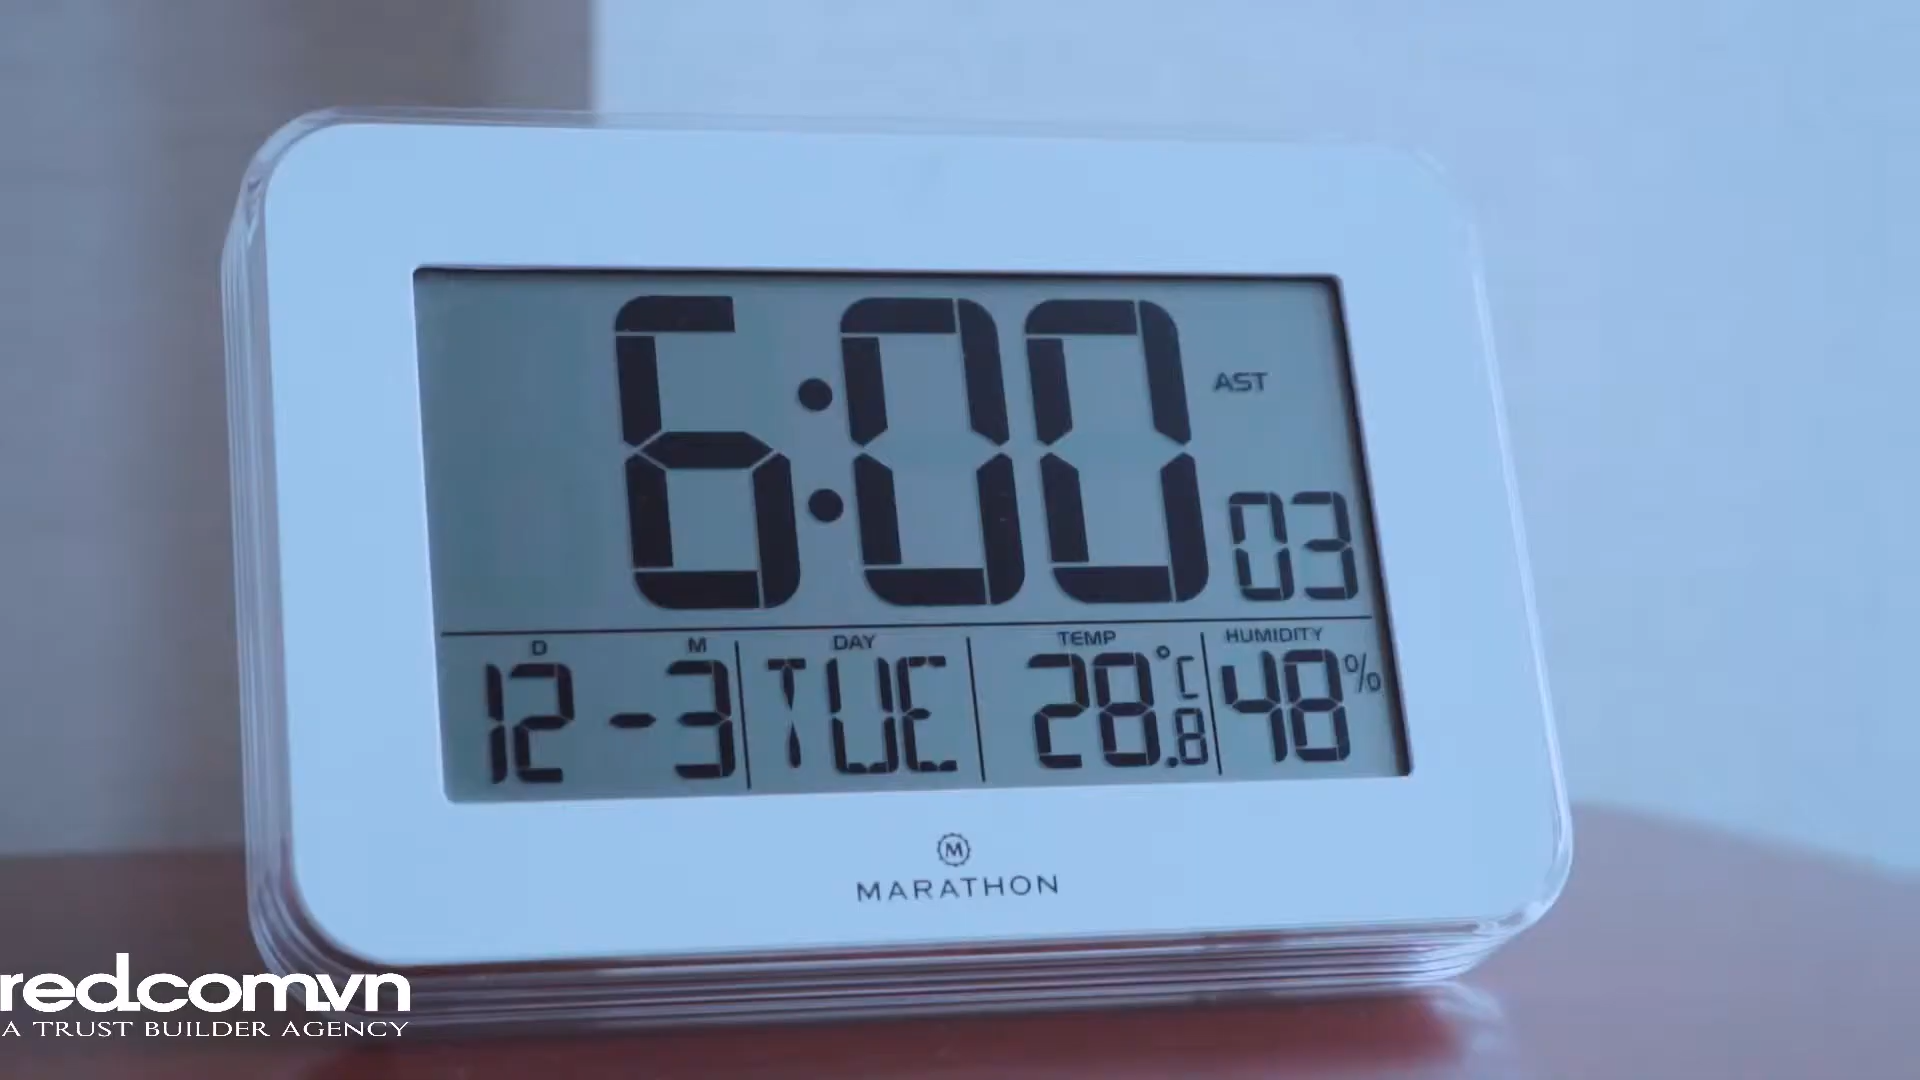 6:00
AST
03
D M DAY TEMP HUMIDITY
12 -3 TUE 28.8°C 48%
M
MARATHON
redcom.vn
A TRUST BUILDER AGENCY